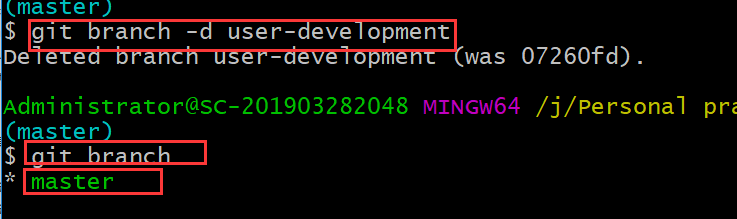 (master)
$ git branch -d user-development
Deleted branch user-development (was 07260fd).
Administrator@SC-201903282048 MINGW64 /j/Personal pra
(master)
$ git branch
* master